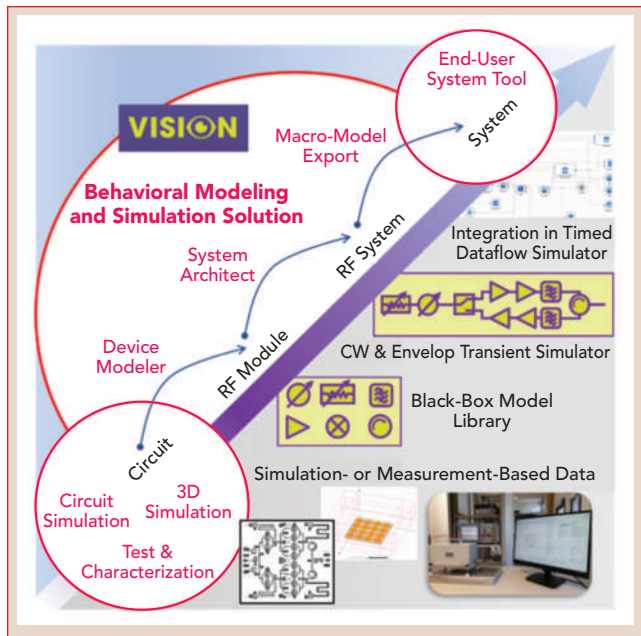 End-User
System Tool
System
VISION
Macro-Model
Export
Behavioral Modeling
and Simulation Solution
RF System
Integration in Timed
Dataflow Simulator
System
Architect
CW & Envelop Transient Simulator
Device
Modeler
RF Module
Black-Box Model
Library
Circuit
Simulation- or Measurement-Based Data
Circuit
Simulation
3D
Simulation
Test &
Characterization